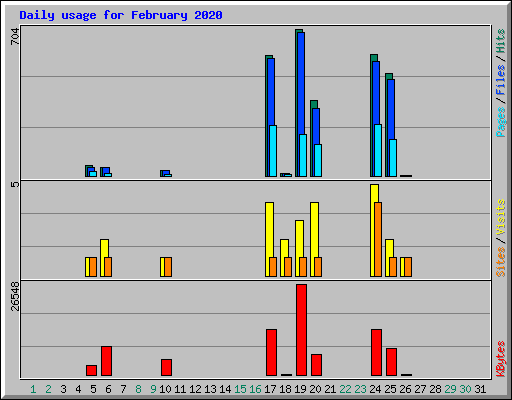 Daily usage for February 2020
704
Pages/Files/Hits
5
Sites/Visits
26548
KBytes
1 2 3 4 5 6 7 8 9 10 11 12 13 14 15 16 17 18 19 20 21 22 23 24 25 26 27 28 29 30 31